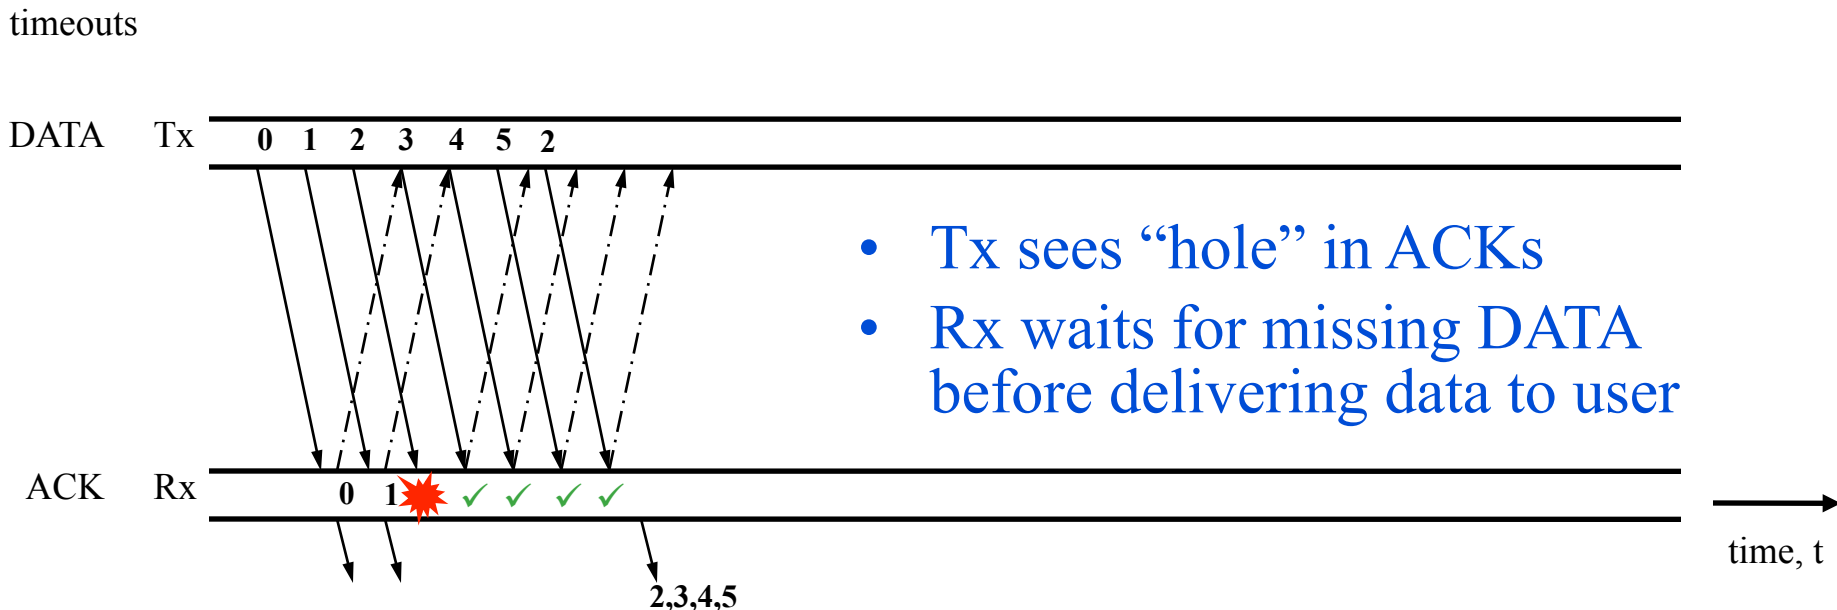 timeouts
DATA Tx 0 1 2 3 4 5 2
• Tx sees “hole” in ACKs
• Rx waits for missing DATA
before delivering data to user
ACK Rx 0 1 ✓ ✓ ✓ ✓
time, t
2,3,4,5